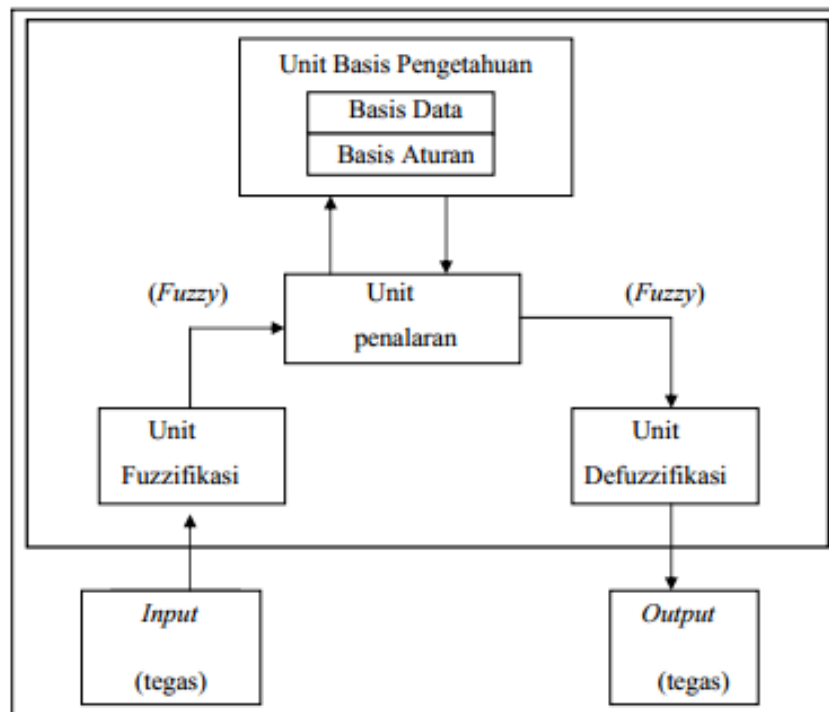 Unit Basis Pengetahuan
Basis Data
Basis Aturan
(Fuzzy)
Unit
penalaran
(Fuzzy)
Unit
Fuzzifikasi
Unit
Defuzzifikasi
Input
(tegas)
Output
(tegas)